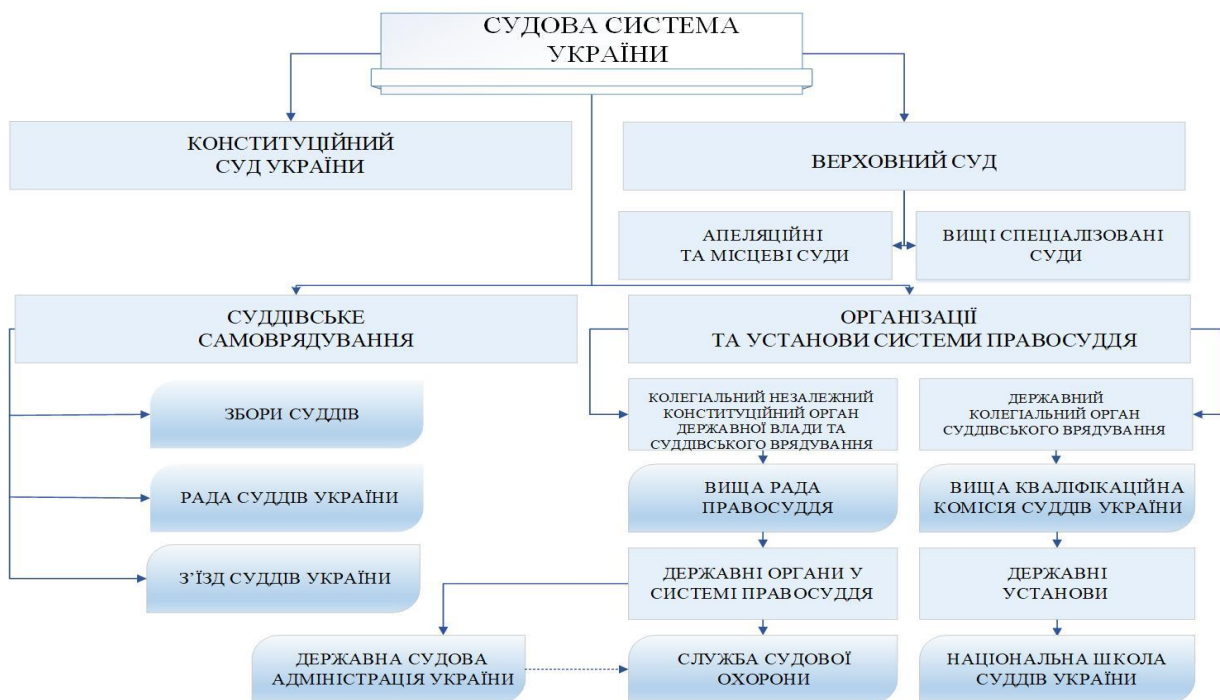 СУДОВА СИСТЕМА
УКРАЇНИ
КОНСТИТУЦІЙНИЙ
СУД УКРАЇНИ
ВЕРХОВНИЙ СУД
АПЕЛЯЦІЙНІ
ТА МІСЦЕВІ СУДИ
ВИЩІ СПЕЦІАЛІЗОВАНІ
СУДИ
СУДДІВСЬКЕ
САМОВРЯДУВАННЯ
ОРГАНІЗАЦІЇ
ТА УСТАНОВИ СИСТЕМИ ПРАВОСУДДЯ
ЗБОРИ СУДДІВ
РАДА СУДДІВ УКРАЇНИ
З’ЇЗД СУДДІВ УКРАЇНИ
КОЛЕГІАЛЬНИЙ НЕЗАЛЕЖНИЙ
КОНСТИТУЦІЙНИЙ ОРГАН
ДЕРЖАВНОЇ ВЛАДИ ТА
СУДДІВСЬКОГО ВРЯДУВАННЯ
ДЕРЖАВНИЙ
КОЛЕГІАЛЬНИЙ ОРГАН
СУДДІВСЬКОГО ВРЯДУВАННЯ
ВИЩА РАДА
ПРАВОСУДДЯ
ВИЩА КВАЛІФІКАЦІЙНА
КОМІСІЯ СУДДІВ УКРАЇНИ
ДЕРЖАВНІ ОРГАНИ У
СИСТЕМІ ПРАВОСУДДЯ
ДЕРЖАВНІ
УСТАНОВИ
ДЕРЖАВНА СУДОВА
АДМІНІСТРАЦІЯ УКРАЇНИ
СЛУЖБА СУДОВОЇ
ОХОРОНИ
НАЦІОНАЛЬНА ШКОЛА
СУДДІВ УКРАЇНИ